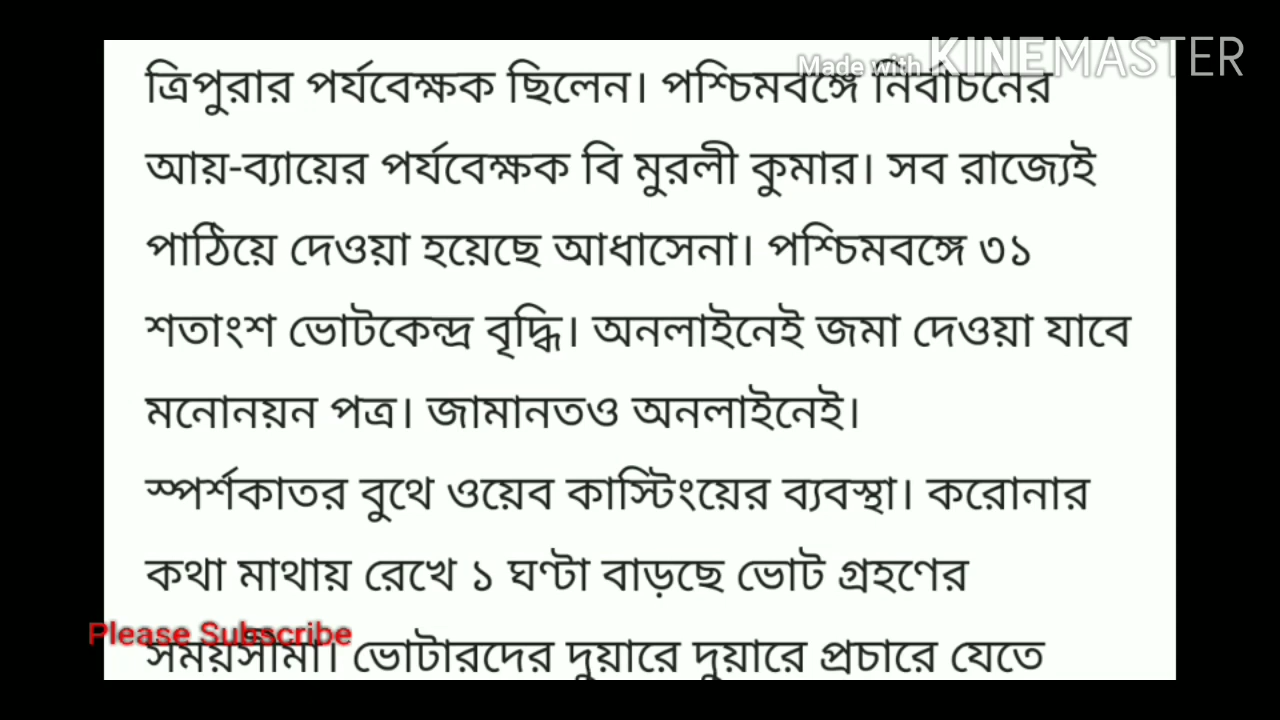 Made with KINEMASTER
ত্রিপুরার পর্যবেক্ষক ছিলেন। পশ্চিমবঙ্গে নির্বাচনের
আয়-ব্যায়ের পর্যবেক্ষক বি মুরলী কুমার। সব রাজ্যেই
পাঠিয়ে দেওয়া হয়েছে আধাসেনা। পশ্চিমবঙ্গে ৩১
শতাংশ ভোটকেন্দ্র বৃদ্ধি। অনলাইনেই জমা দেওয়া যাবে
মনোনয়ন পত্র। জামানতও অনলাইনেই।
স্পর্শকাতর বুথে ওয়েব কাস্টিংয়ের ব্যবস্থা। করোনার
কথা মাথায় রেখে ১ ঘণ্টা বাড়ছে ভোট গ্রহণের
Please Subscribe
সময়সীমা। ভোটারদের দুয়ারে দুয়ারে প্রচারে যেতে